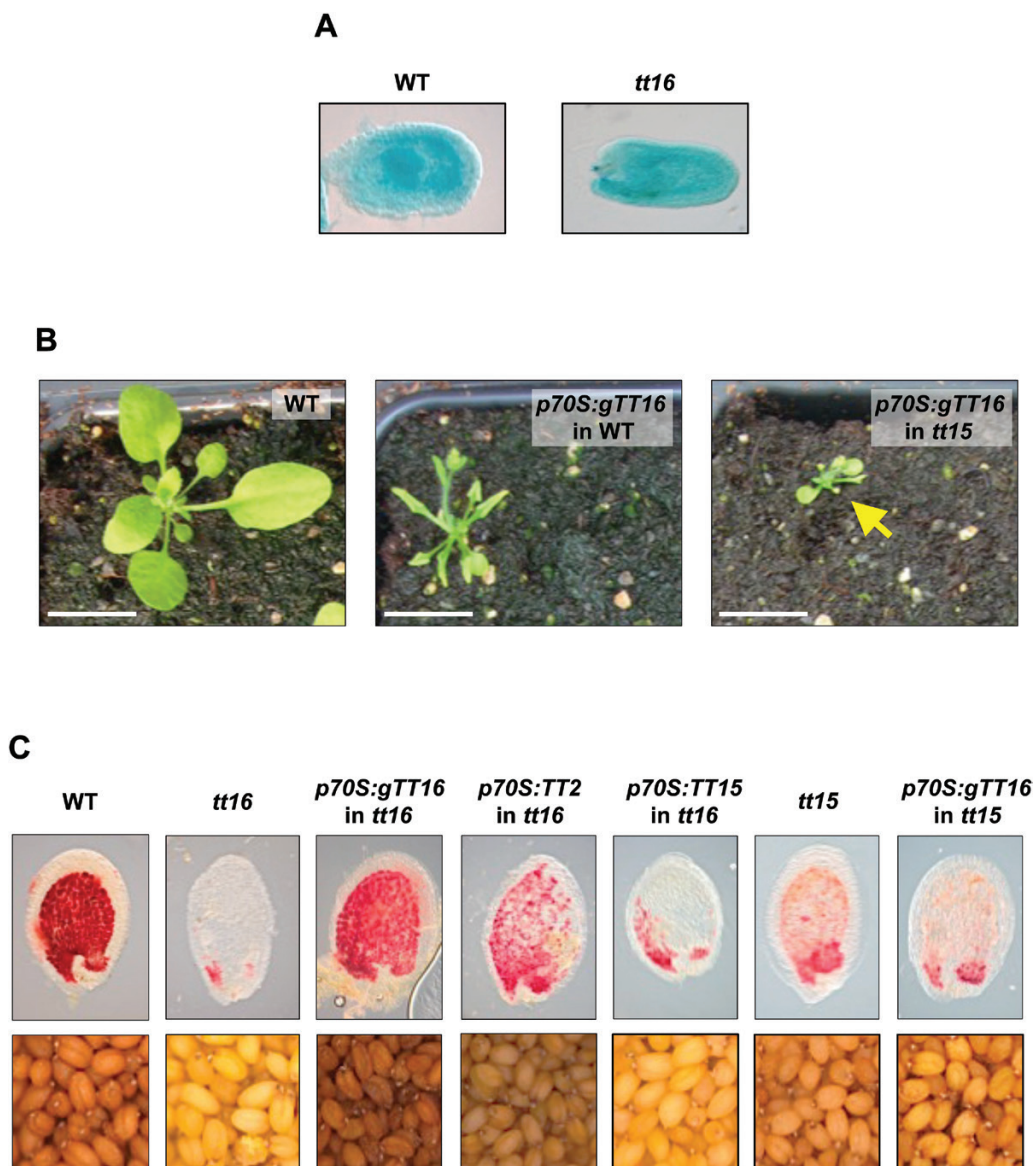 A
WT
tt16
B
WT
p70S:gTT16
in WT
p70S:gTT16
in tt15
C
WT
tt16
p70S:gTT16
in tt16
p70S:TT2
in tt16
p70S:TT15
in tt16
tt15
p70S:gTT16
in tt15